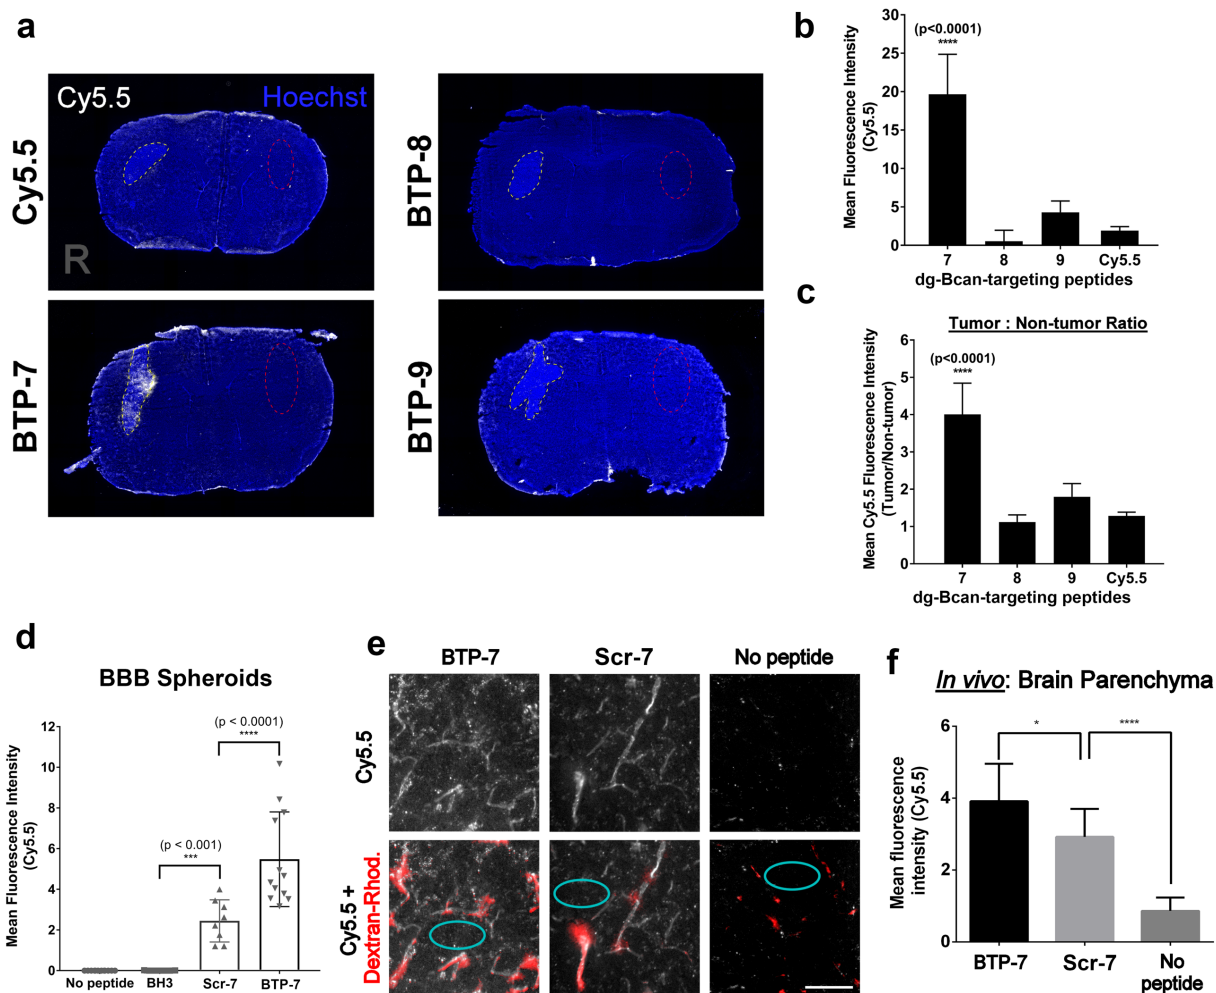 a
Cy5.5
Cy5.5
Hoechst
R
BTP-8
BTP-7
BTP-9
b
Mean Fluorescence Intensity
(Cy5.5)
30
25
20
15
10
5
0
(p<0.0001)
****
7
8
9
Cy5.5
dg-Bcan-targeting peptides
c
Tumor : Non-tumor Ratio
Mean Cy5.5 Fluorescence Intensity
(Tumor/Non-tumor)
6
5
4
3
2
1
0
(p<0.0001)
****
7
8
9
Cy5.5
dg-Bcan-targeting peptides
d
BBB Spheroids
Mean Fluorescence Intensity
(Cy5.5)
12
10
8
6
4
2
0
(p < 0.0001)
****
(p < 0.001)
***
No peptide
BH3
Scr-7
BTP-7
e
BTP-7
Scr-7
No peptide
Cy5.5
Cy5.5 +
Dextran-Rhod.
f
In vivo: Brain Parenchyma
Mean fluorescence
intensity (Cy5.5)
6
4
2
0
*
****
BTP-7
Scr-7
No
peptide